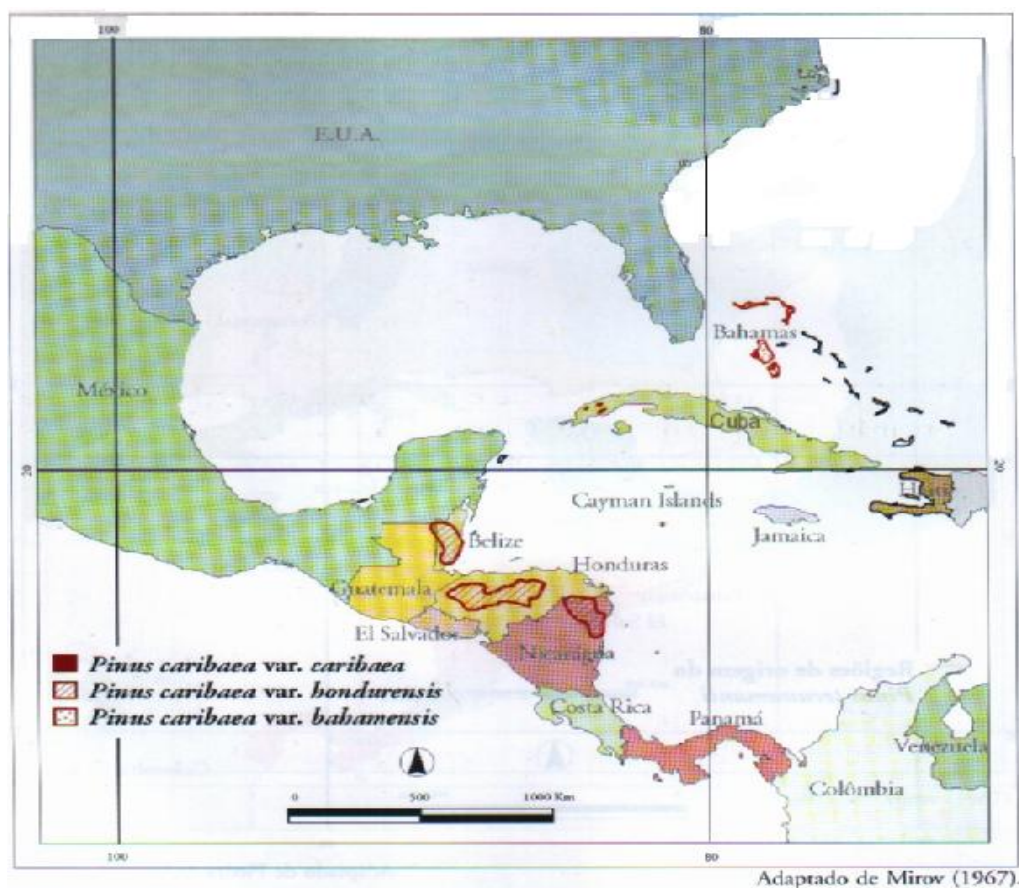 100
80
E.U.A.
Bahamas
México
Cuba
20
20
Cayman Islands
Jamaica
Belize
Honduras
Guatemala
El Salvador
Nicarágua
Pinus caribaea var. caribaea
Pinus caribaea var. hondurensis
Pinus caribaea var. bahamensis
Costa Rica
Panamá
Venezuela
Colômbia
0 500 1000 Km
100
80
Adaptado de Mirov (1967).